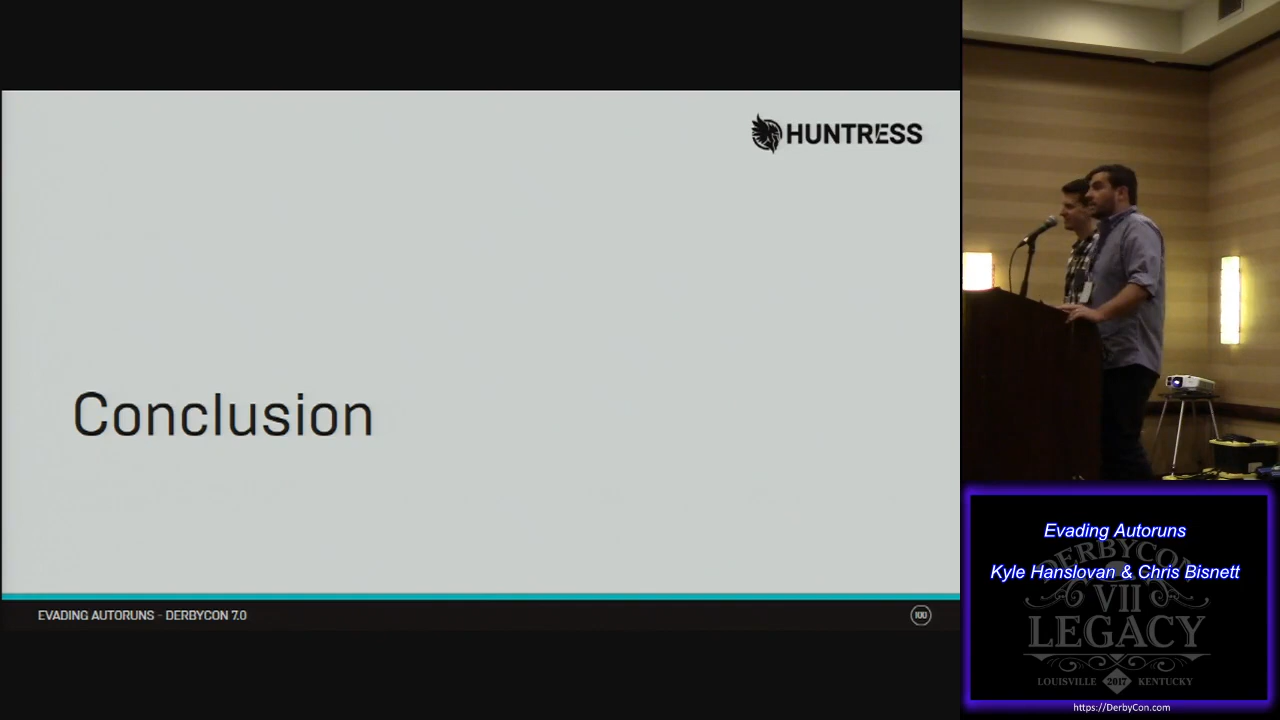 HUNTRESS
Conclusion
EVADING AUTORUNS - DERBYCON 7.0
100
Evading Autoruns
Kyle Hanslovan & Chris Bisnett
DERBYCON
VII
LEGACY
LOUISVILLE 2017 KENTUCKY
https://DerbyCon.com